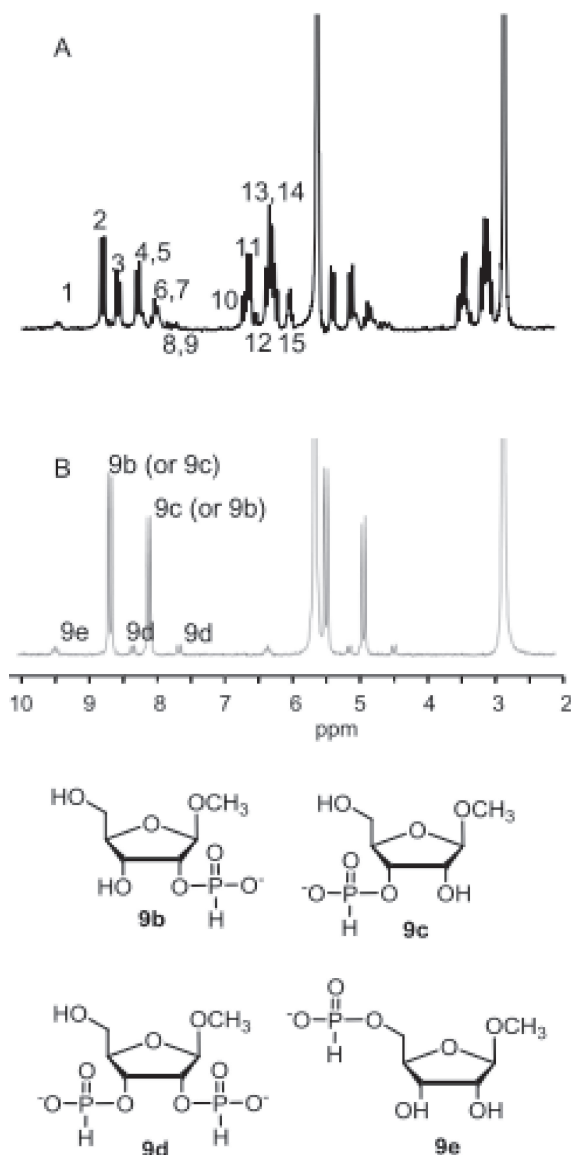 A
13,14
2
11
4,5
3
6,7
1
10
8,9
12
15
B
9b (or 9c)
9c (or 9b)
9e
9d
9d
10 9 8 7 6 5 4 3 2
ppm
HO O OCH3
O
HO O-P-O-
H
9b
HO O OCH3
O
-O-P-O OH
H
9c
HO O OCH3
O O
-O-P-O O-P-O-
H H
9d
O
-O-P-O O OCH3
H
OH OH
9e